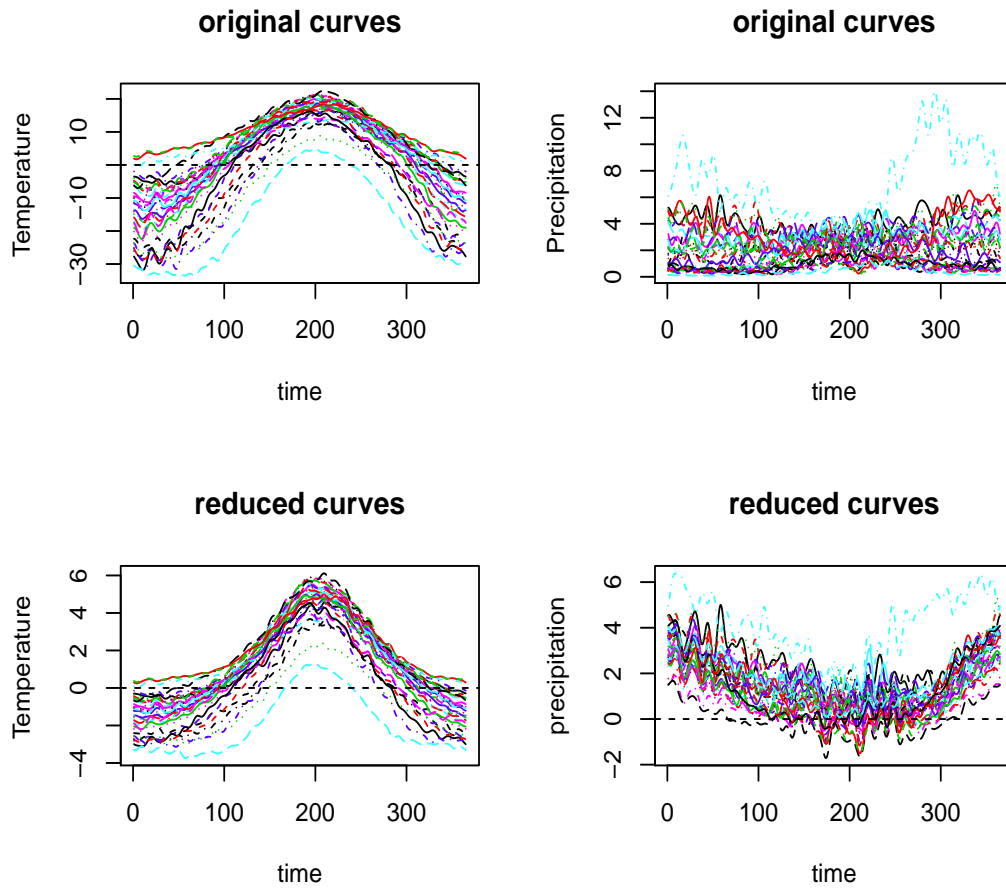 original curves
Temperature
10
-10
-30
0 100 200 300
time
original curves
Precipitation
12
8
4
0
0 100 200 300
time
reduced curves
Temperature
6
4
2
0
−4
0 100 200 300
time
reduced curves
precipitation
6
4
2
0
−2
0 100 200 300
time